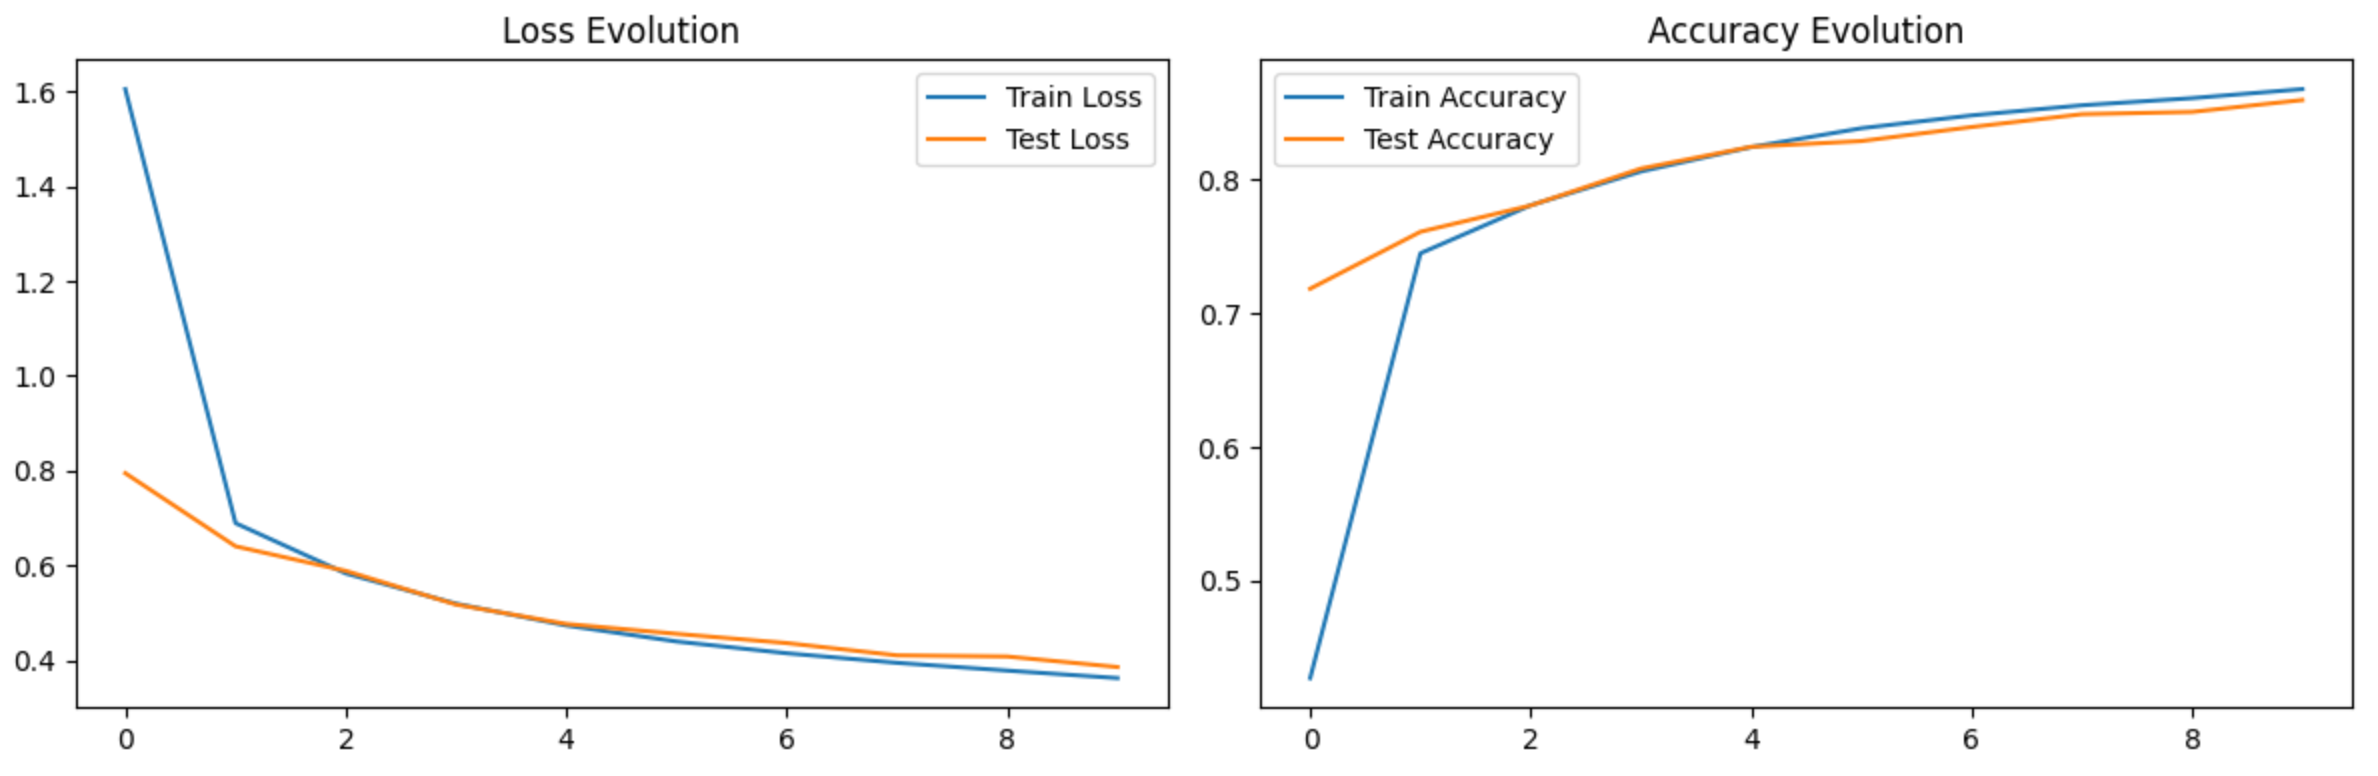 Loss Evolution
1.6
1.4
1.2
1.0
0.8
0.6
0.4
Train Loss
Test Loss
0 2 4 6 8
Accuracy Evolution
Train Accuracy
Test Accuracy
0.8
0.7
0.6
0.5
0 2 4 6 8